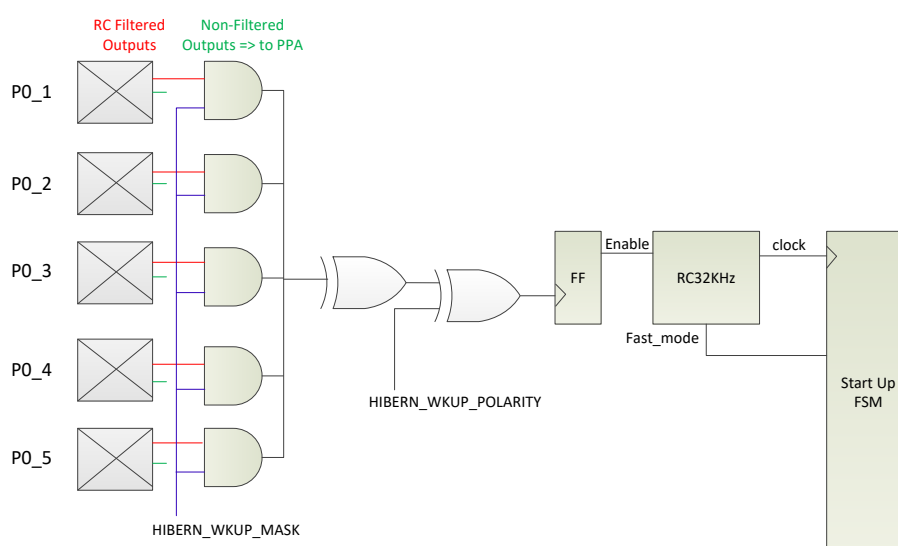 RC Filtered
Outputs
Non-Filtered
Outputs => to PPA
P0_1
P0_2
P0_3
P0_4
P0_5
HIBERN_WKUP_MASK
HIBERN_WKUP_POLARITY
FF
Enable
RC32KHz
clock
Fast_mode
Start Up
FSM